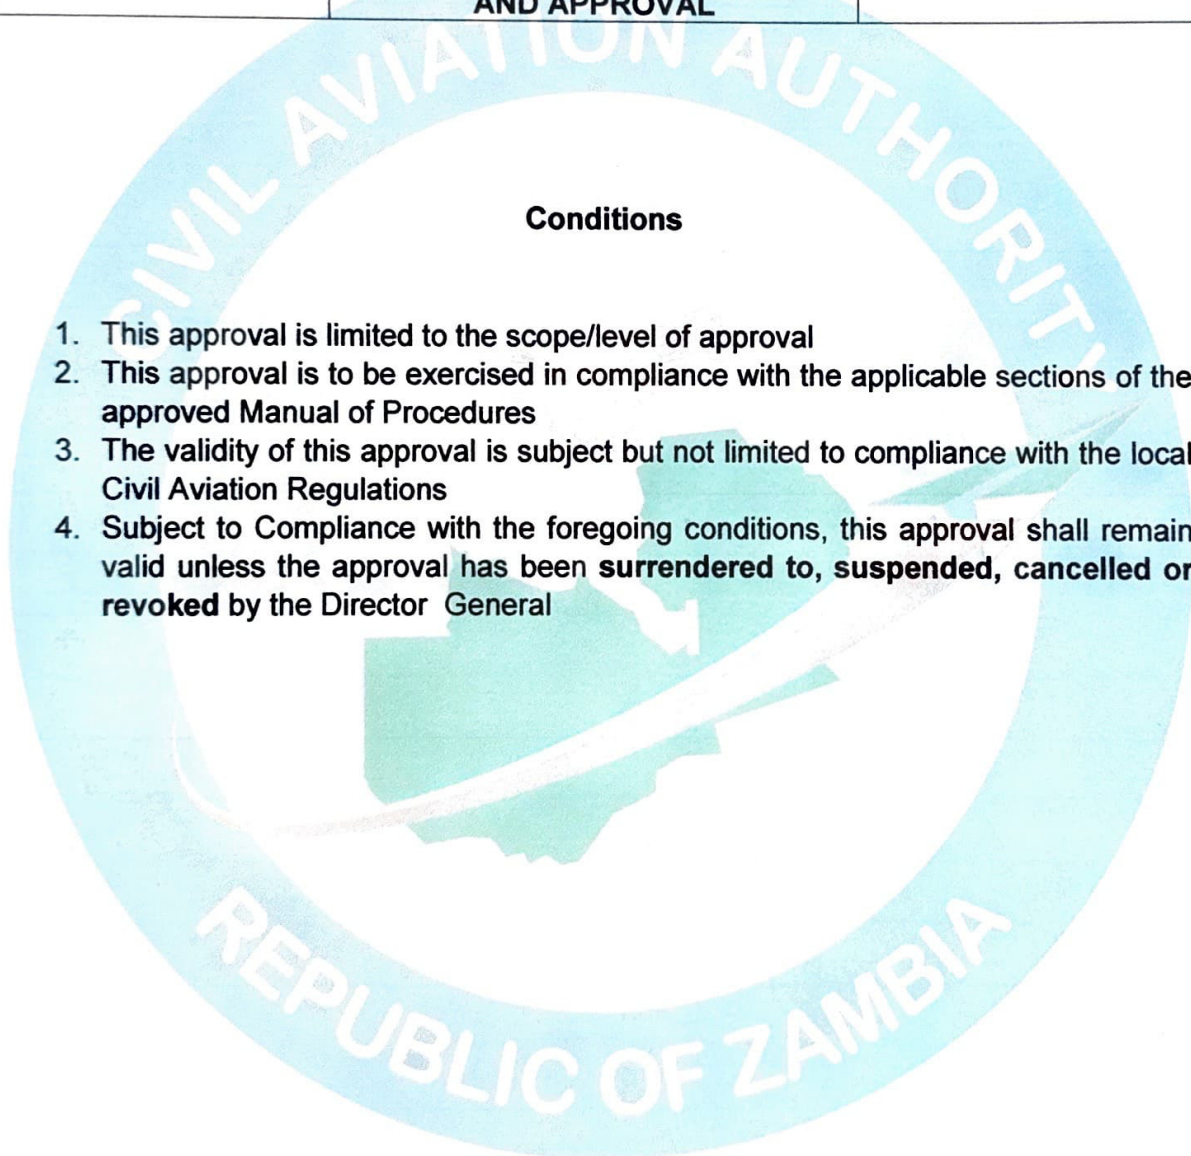 AND APPROVAL
CIVIL AVIATION AUTHORITY
Conditions
1. This approval is limited to the scope/level of approval
2. This approval is to be exercised in compliance with the applicable sections of the
approved Manual of Procedures
3. The validity of this approval is subject but not limited to compliance with the local
Civil Aviation Regulations
4. Subject to Compliance with the foregoing conditions, this approval shall remain
valid unless the approval has been surrendered to, suspended, cancelled or
revoked by the Director General
REPUBLIC OF ZAMBIA